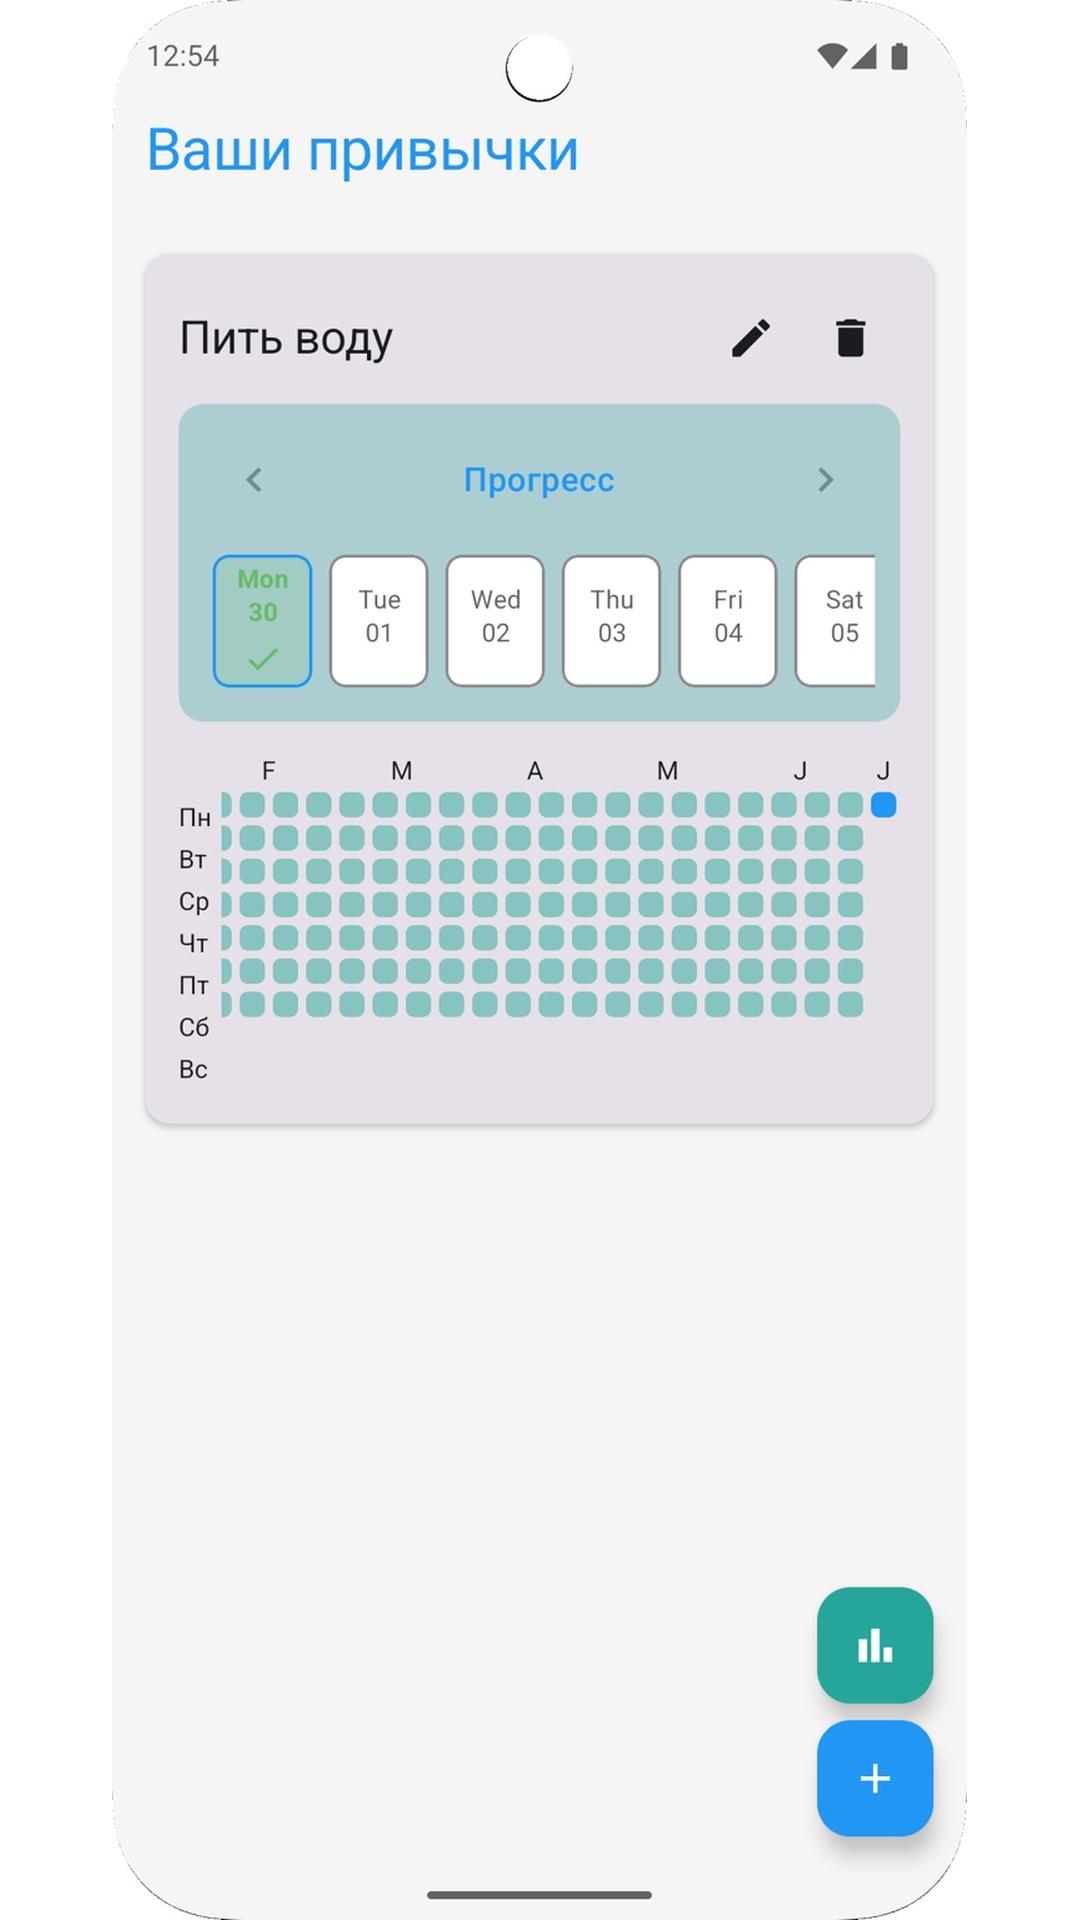 12:54
Ваши привычки
Пить воду
Прогресс
Mon Tue Wed Thu Fri Sat
30 01 02 03 04 05
F M A M J J
Пн
Вт
Ср
Чт
Пт
Сб
Вс